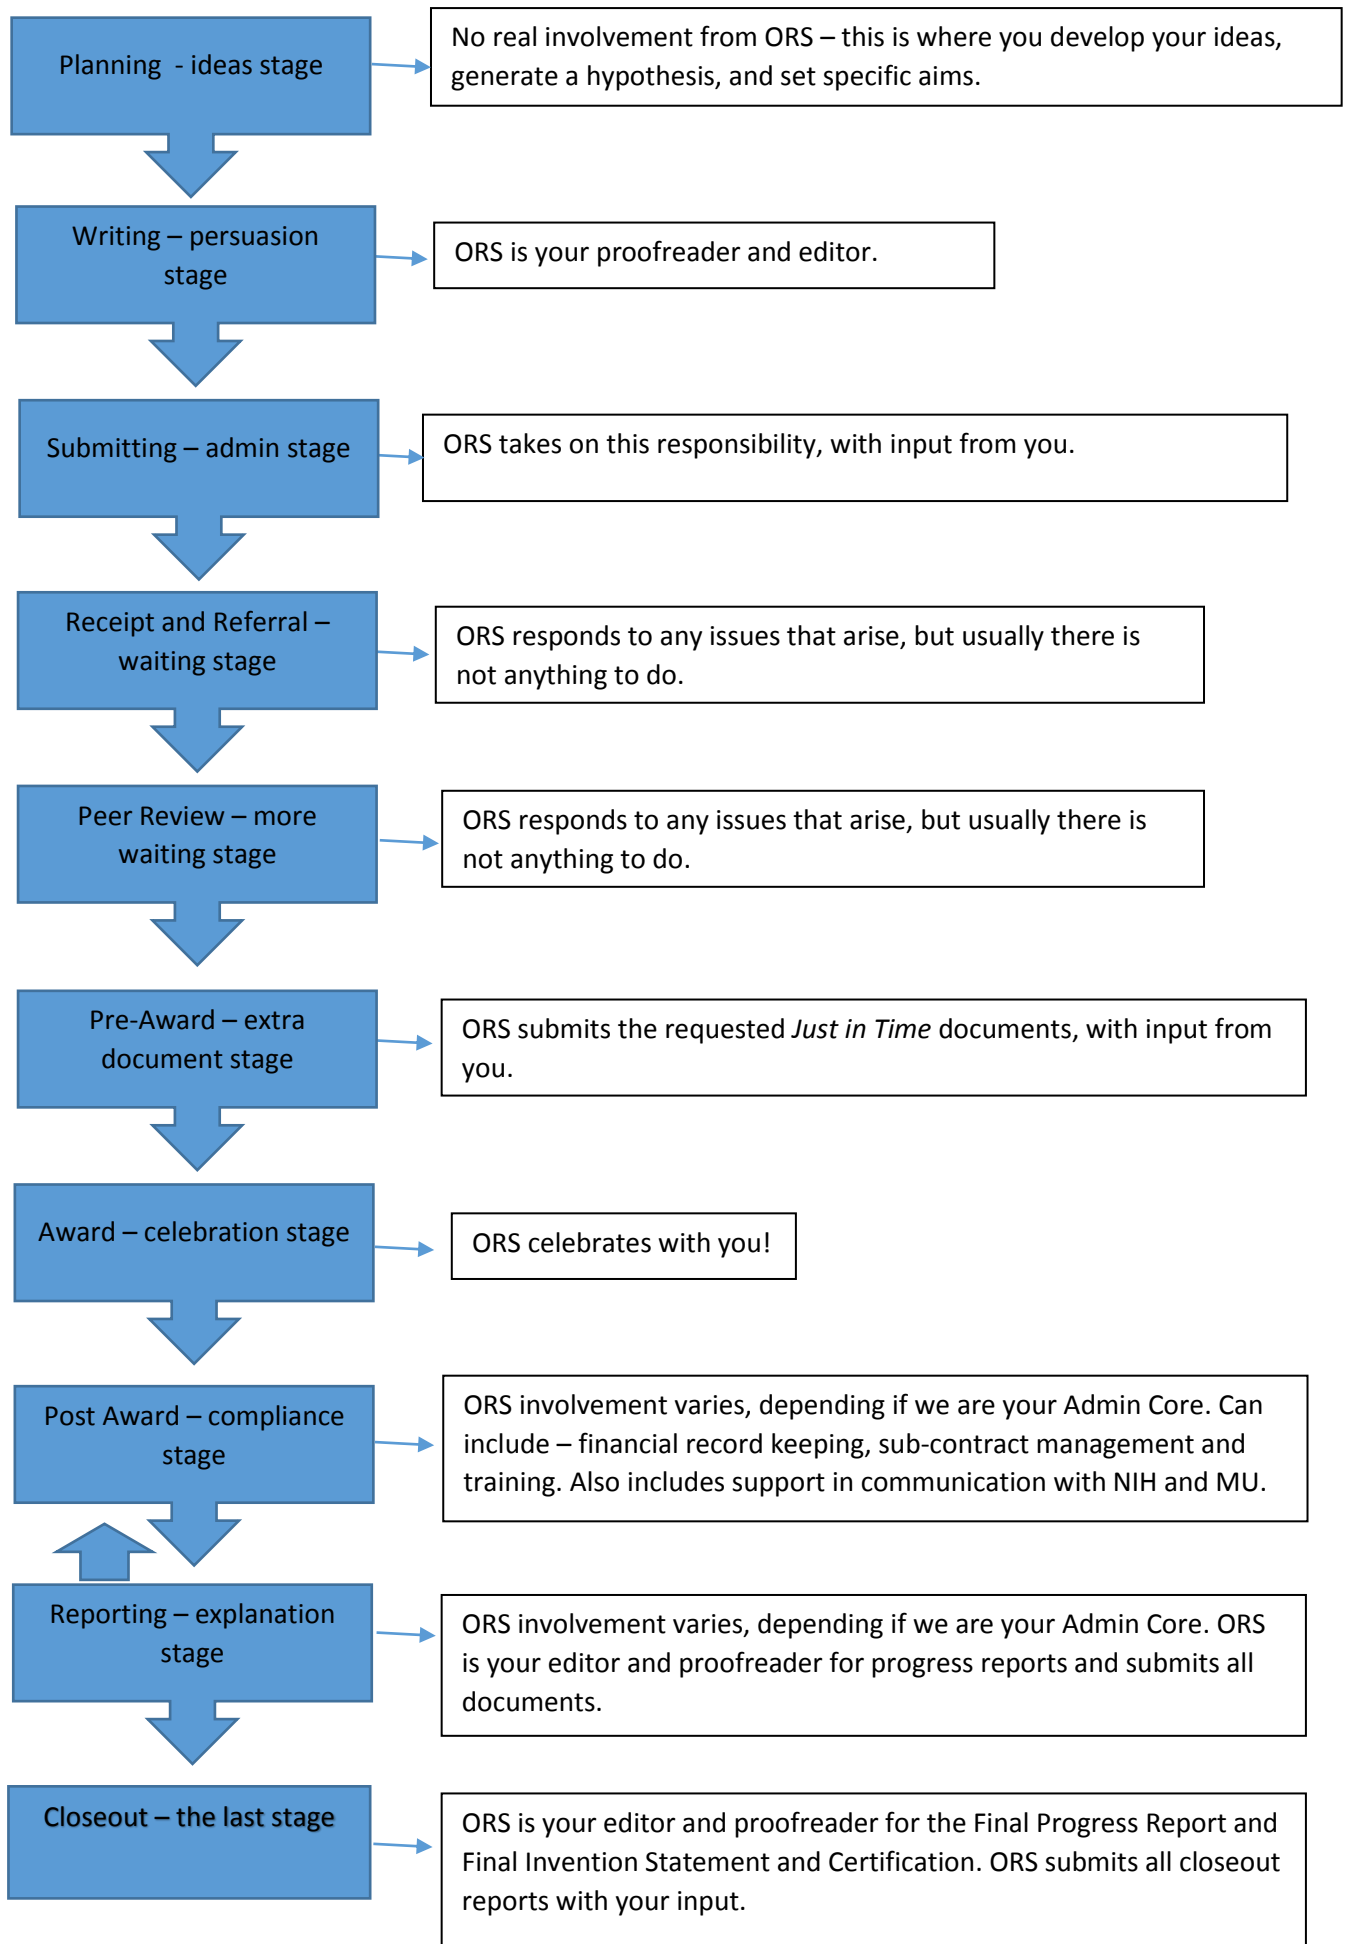 Planning - ideas stage
No real involvement from ORS – this is where you develop your ideas,
generate a hypothesis, and set specific aims.
Writing – persuasion
stage
ORS is your proofreader and editor.
Submitting – admin stage
ORS takes on this responsibility, with input from you.
Receipt and Referral –
waiting stage
ORS responds to any issues that arise, but usually there is
not anything to do.
Peer Review – more
waiting stage
ORS responds to any issues that arise, but usually there is
not anything to do.
Pre-Award – extra
document stage
ORS submits the requested Just in Time documents, with input from
you.
Award – celebration stage
ORS celebrates with you!
Post Award – compliance
stage
ORS involvement varies, depending if we are your Admin Core. Can
include – financial record keeping, sub-contract management and
training. Also includes support in communication with NIH and MU.
Reporting – explanation
stage
ORS involvement varies, depending if we are your Admin Core. ORS
is your editor and proofreader for progress reports and submits all
documents.
Closeout – the last stage
ORS is your editor and proofreader for the Final Progress Report and
Final Invention Statement and Certification. ORS submits all closeout
reports with your input.